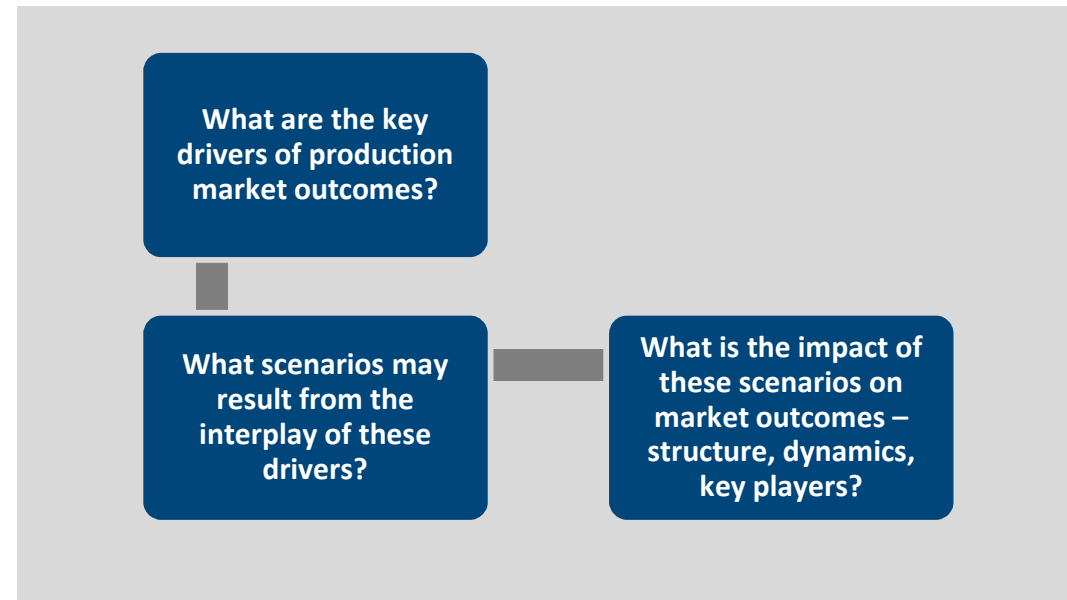 What are the key
drivers of production
market outcomes?
What scenarios may
result from the
interplay of these
drivers?
What is the impact of
these scenarios on
market outcomes –
structure, dynamics,
key players?